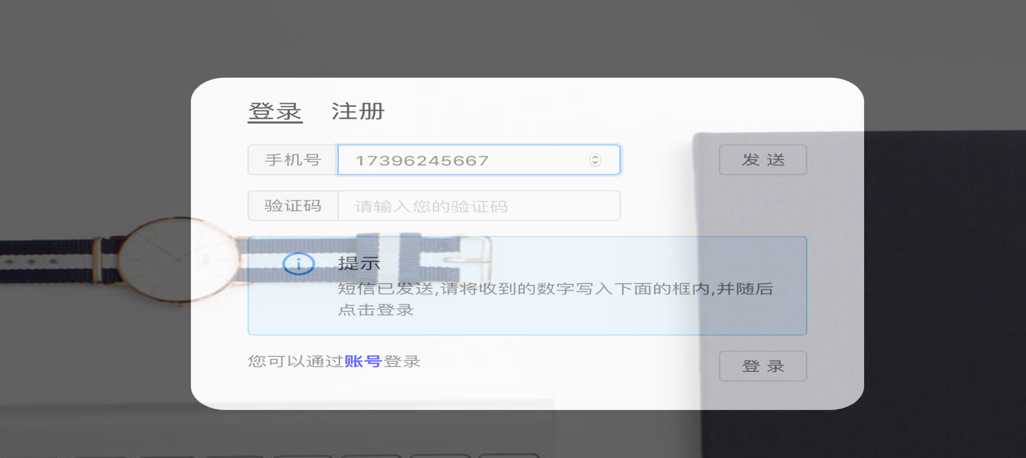 登录 注册
手机号 17396245667 发 送
验证码 请输入您的验证码
提示
短信已发送,请将收到的数字写入下面的框内,并随后
点击登录
您可以通过账号登录 登 录